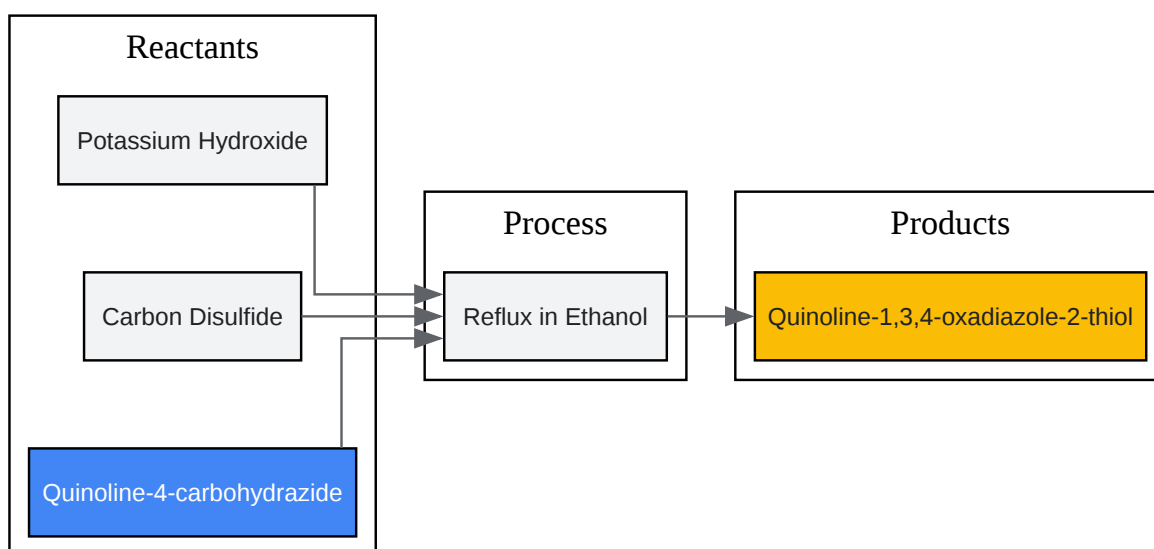 Reactants
Potassium Hydroxide
Carbon Disulfide
Quinoline-4-carbohydrazide
Process
Reflux in Ethanol
Products
Quinoline-1,3,4-oxadiazole-2-thiol